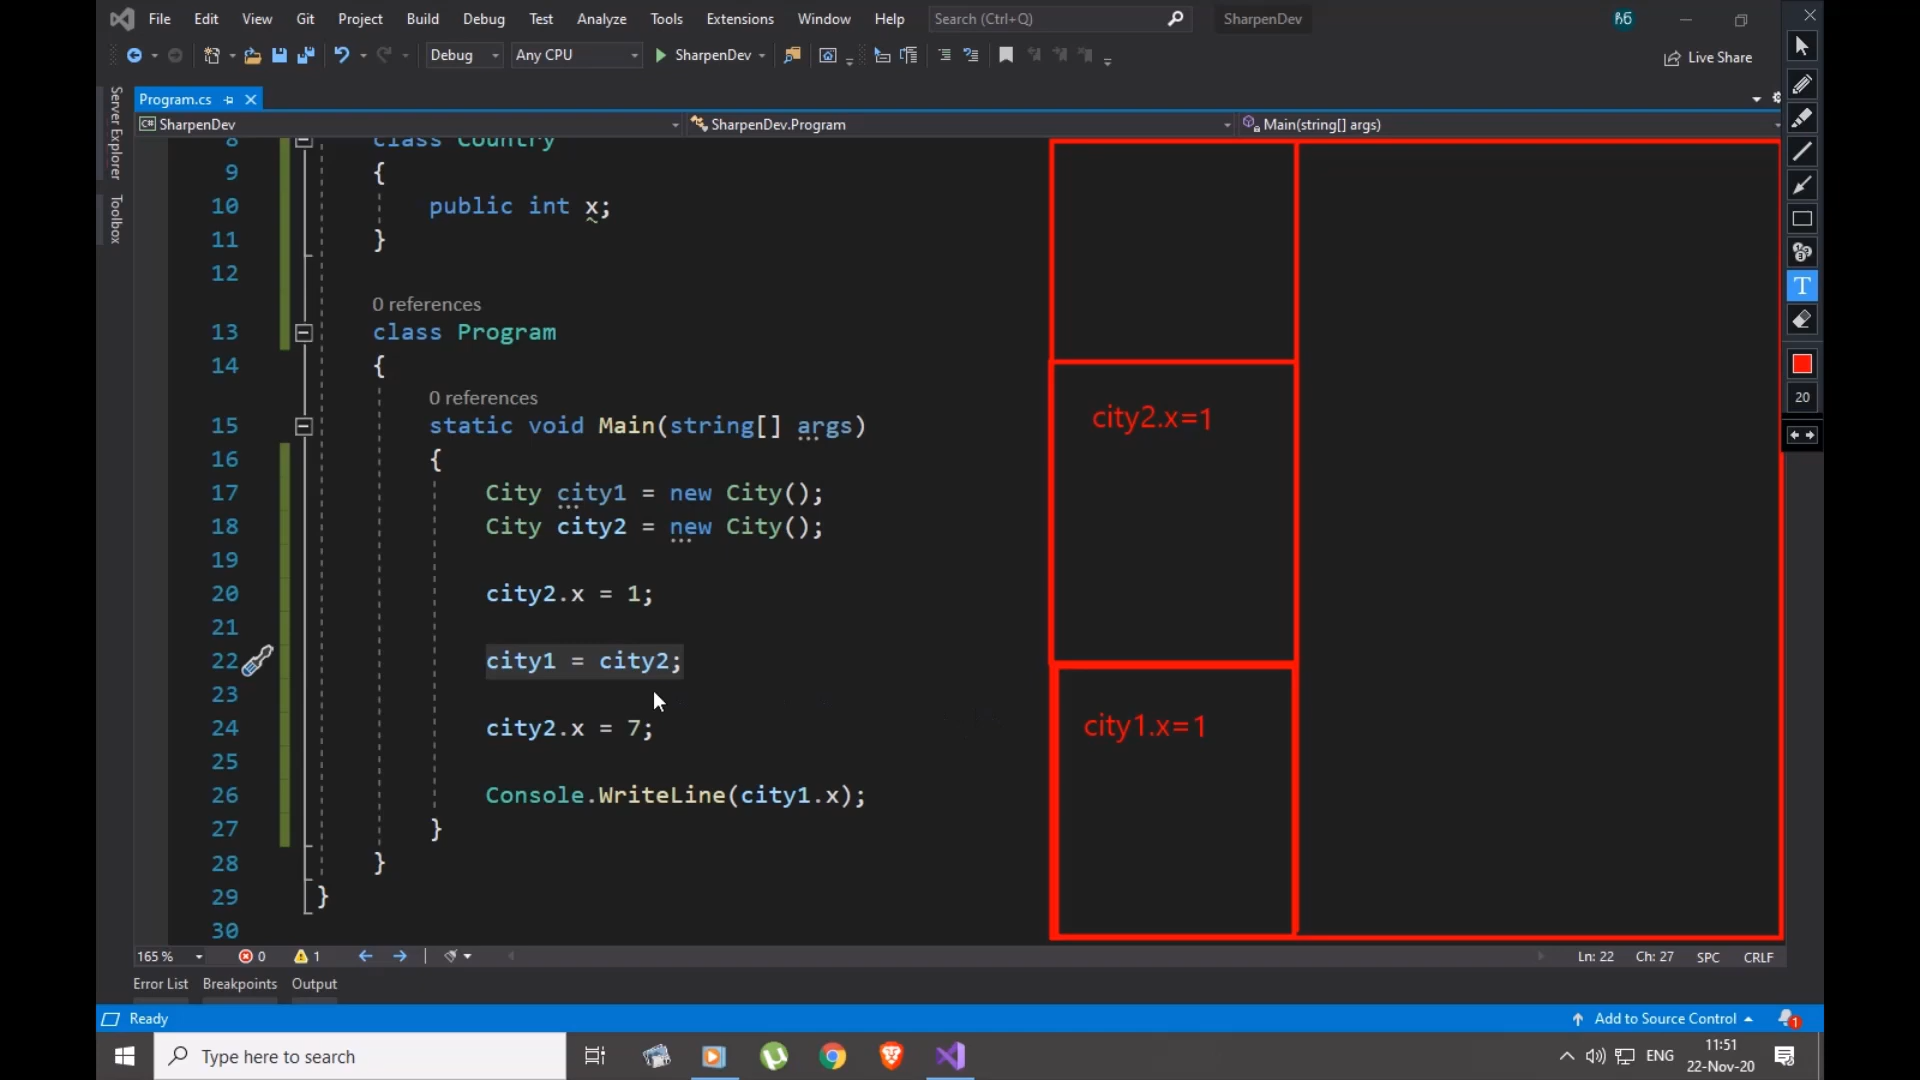 File Edit View Git Project Build Debug Test Analyze Tools Extensions Window Help Search (Ctrl+Q) SharpenDev
Debug Any CPU SharpenDev Live Share
Server Explorer
Toolbox
Program.cs
C# SharpenDev SharpenDev.Program Main(string[] args)
8 class Country
9 {
10 public int x;
11 }
12
0 references
13 class Program
14 {
0 references
15 static void Main(string[] args)
16 {
17 City city1 = new City();
18 City city2 = new City();
19
20 city2.x = 1;
21
22 city1 = city2;
23
24 city2.x = 7;
25
26 Console.WriteLine(city1.x);
27 }
28 }
29 }
30
city2.x=1
city1.x=1
T
20
165 % 0 1 Ln: 22 Ch: 27 SPC CRLF
Error List Breakpoints Output
Ready Add to Source Control 1
Type here to search ENG 11:51
22-Nov-20